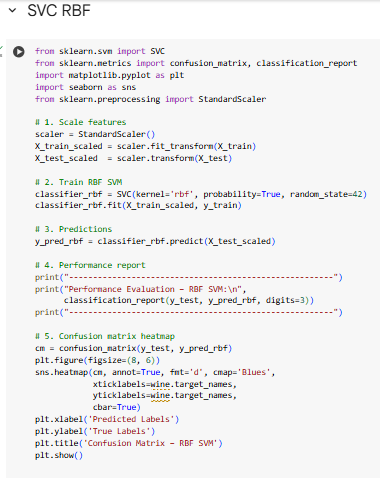 SVC RBF
from sklearn.svm import SVC
from sklearn.metrics import confusion_matrix, classification_report
import matplotlib.pyplot as plt
import seaborn as sns
from sklearn.preprocessing import StandardScaler
# 1. Scale features
scaler = StandardScaler()
X_train_scaled = scaler.fit_transform(X_train)
X_test_scaled  = scaler.transform(X_test)
# 2. Train RBF SVM
classifier_rbf = SVC(kernel='rbf', probability=True, random_state=42)
classifier_rbf.fit(X_train_scaled, y_train)
# 3. Predictions
y_pred_rbf = classifier_rbf.predict(X_test_scaled)
# 4. Performance report
print("-----------------------------------------------------")
print("Performance Evaluation – RBF SVM:\n",
      classification_report(y_test, y_pred_rbf, digits=3))
print("-----------------------------------------------------")
# 5. Confusion matrix heatmap
cm = confusion_matrix(y_test, y_pred_rbf)
plt.figure(figsize=(8, 6))
sns.heatmap(cm, annot=True, fmt='d', cmap='Blues',
            xticklabels=wine.target_names,
            yticklabels=wine.target_names,
            cbar=True)
plt.xlabel('Predicted Labels')
plt.ylabel('True Labels')
plt.title('Confusion Matrix – RBF SVM')
plt.show()